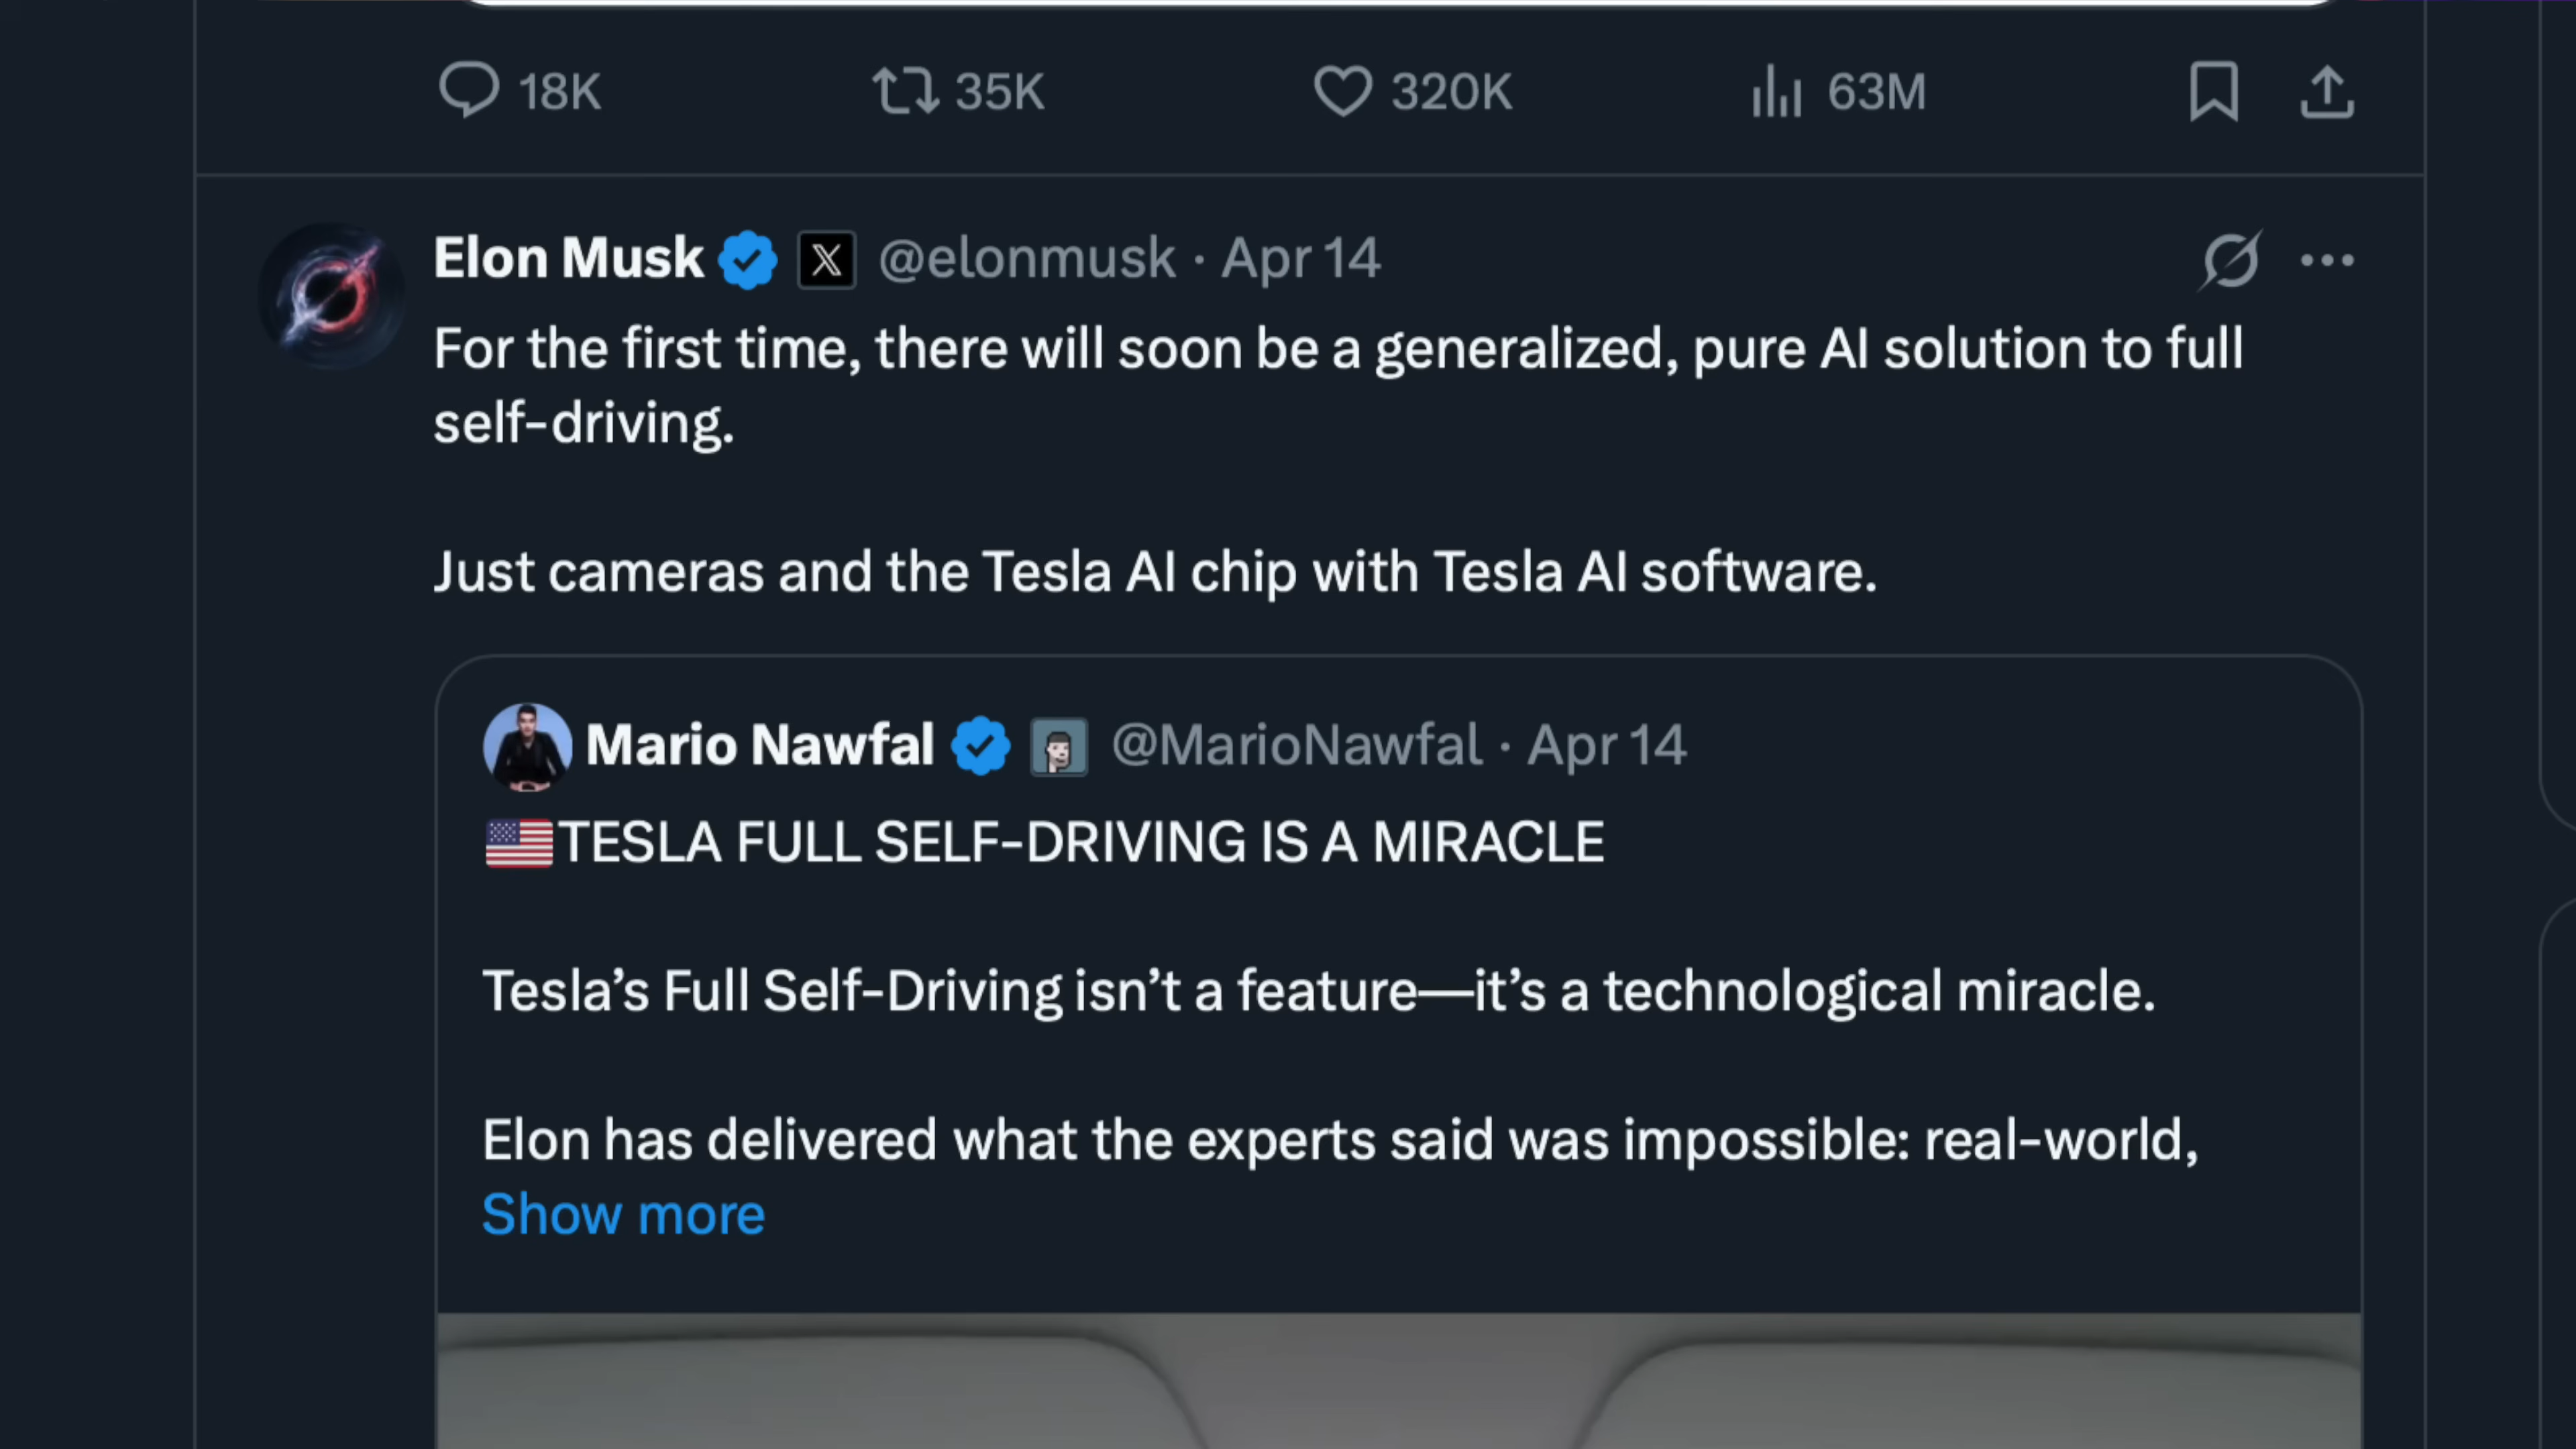 18K 35K 320K 63M
Elon Musk @elonmusk · Apr 14
For the first time, there will soon be a generalized, pure AI solution to full
self-driving.
Just cameras and the Tesla AI chip with Tesla AI software.
Mario Nawfal @MarioNawfal · Apr 14
🇺🇸TESLA FULL SELF-DRIVING IS A MIRACLE
Tesla’s Full Self-Driving isn’t a feature—it’s a technological miracle.
Elon has delivered what the experts said was impossible: real-world,
Show more